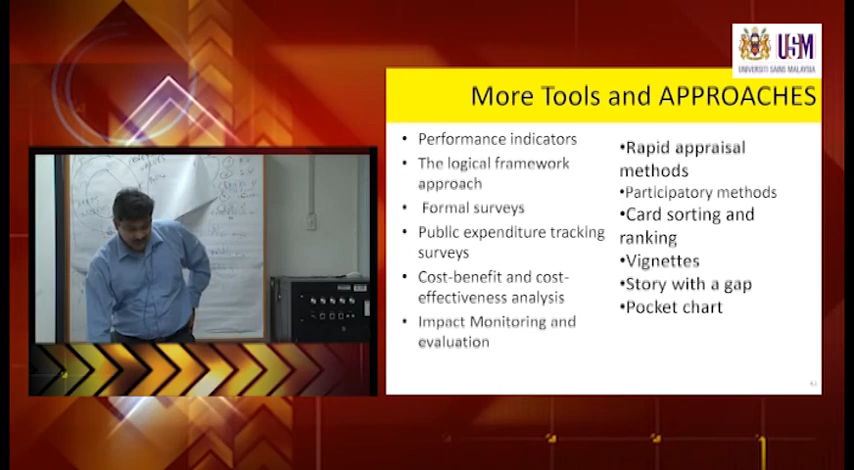 USM
UNIVERSITI SAINS MALAYSIA
More Tools and APPROACHES
• Performance indicators
• The logical framework
approach
• Formal surveys
• Public expenditure tracking
surveys
• Cost-benefit and cost-
effectiveness analysis
• Impact Monitoring and
evaluation
•Rapid appraisal
methods
•Participatory methods
•Card sorting and
ranking
•Vignettes
•Story with a gap
•Pocket chart